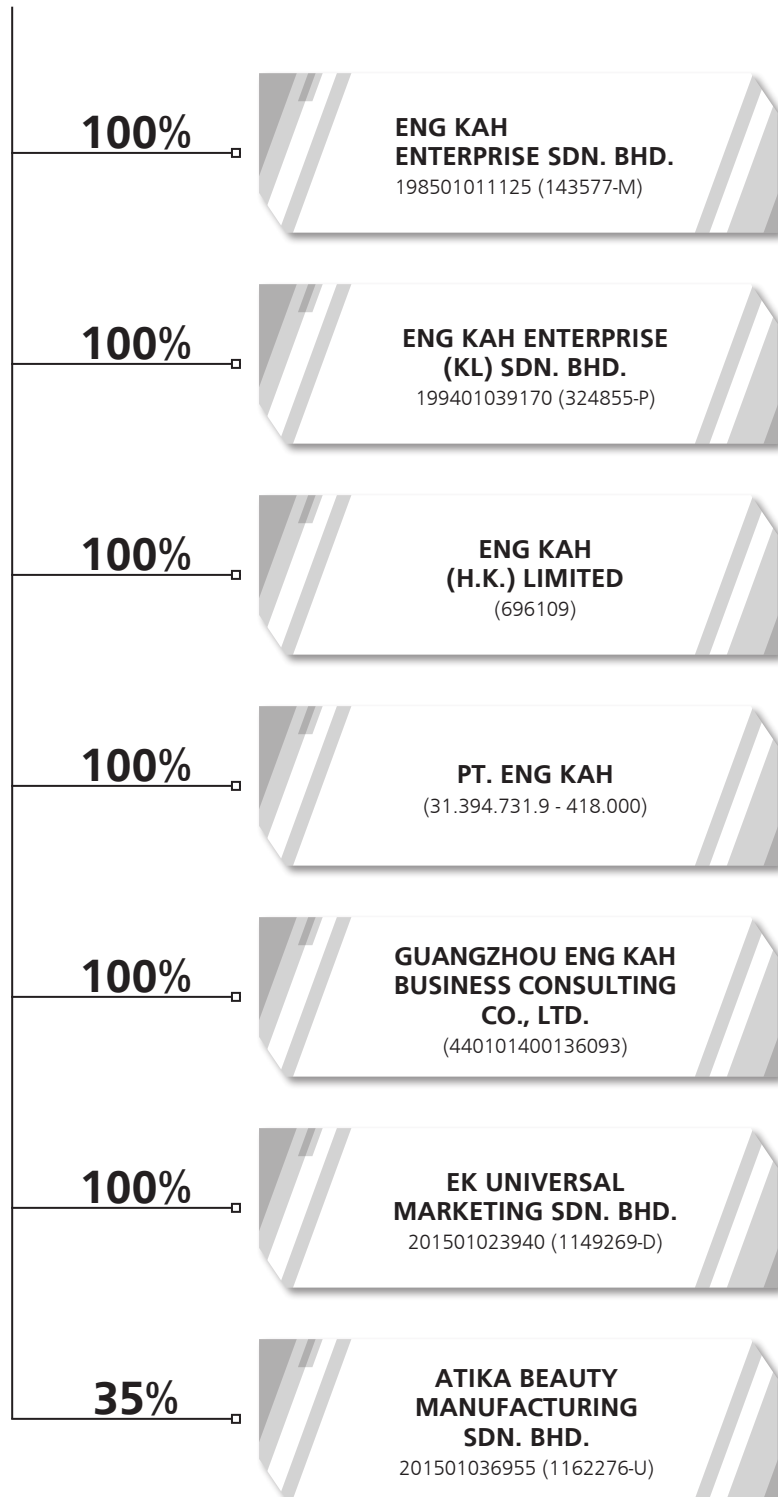 100%
ENG KAH
ENTERPRISE SDN. BHD.
198501011125 (143577-M)
100%
ENG KAH ENTERPRISE
(KL) SDN. BHD.
199401039170 (324855-P)
100%
ENG KAH
(H.K.) LIMITED
(696109)
100%
PT. ENG KAH
(31.394.731.9 - 418.000)
100%
GUANGZHOU ENG KAH
BUSINESS CONSULTING
CO., LTD.
(440101400136093)
100%
EK UNIVERSAL
MARKETING SDN. BHD.
201501023940 (1149269-D)
35%
ATIKA BEAUTY
MANUFACTURING
SDN. BHD.
201501036955 (1162276-U)